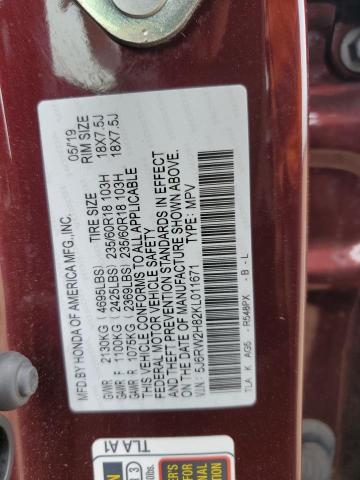 MFD.BY HONDA OF AMERICA MFG.,INC. 05/'19
TIRE SIZE RIM SIZE
GVWR 2130KG (4695LBS)
GAWR F 1100KG (2425LBS) 235/60R18 103H 18X7.5J
GAWR R 1075KG (2369LBS) 235/60R18 103H 18X7.5J
THIS VEHICLE CONFORMS TO ALL APPLICABLE
FEDERAL MOTOR VEHICLE SAFETY
AND THEFT PREVENTION STANDARDS IN EFFECT
ON THE DATE OF MANUFACTURE SHOWN ABOVE.
V.I.N: 5J6RW2H82KL011671 TYPE: MPV
TLA K AG5 - R548PX - B - L
TLA A1